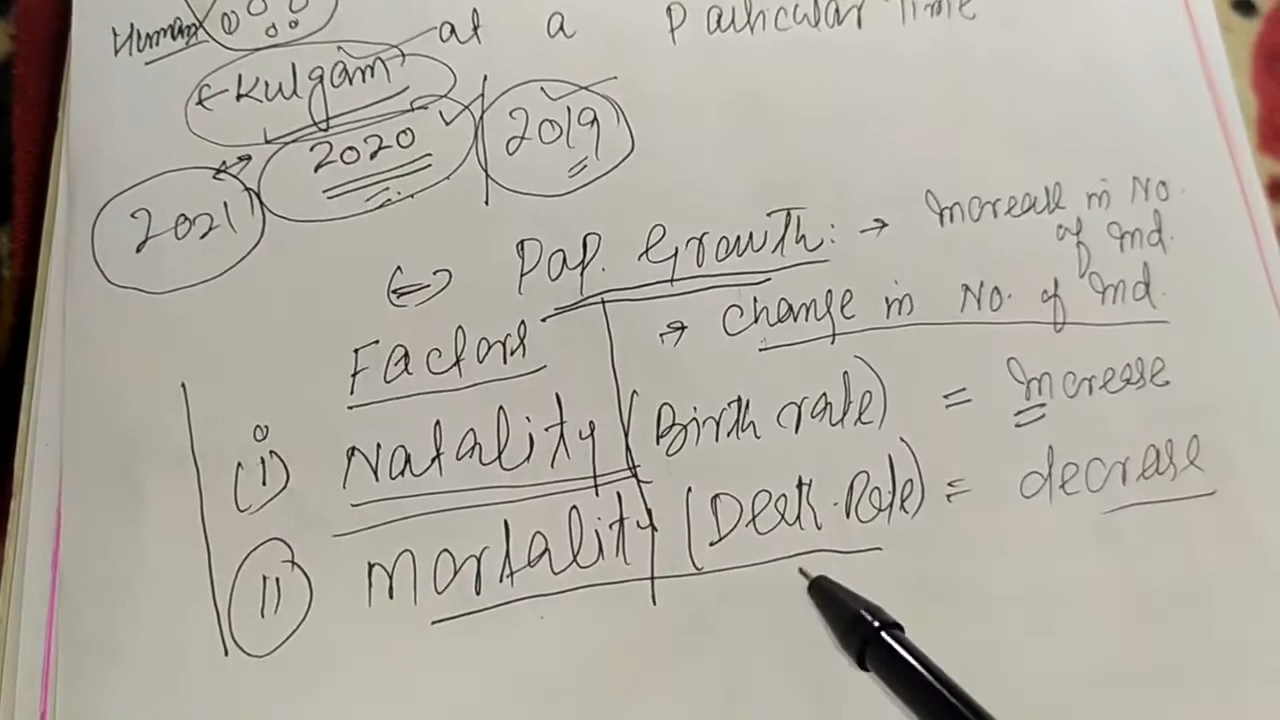 Human (1) at a Particular Time
Kulgam
2021 2020 2019
Pop. Growth: → Increase in No.
of Ind.
Factors → Change in No. of Ind.
(i) Natality (Birth rate) = Increase
(ii) Mortality (Death Rate) = decrease